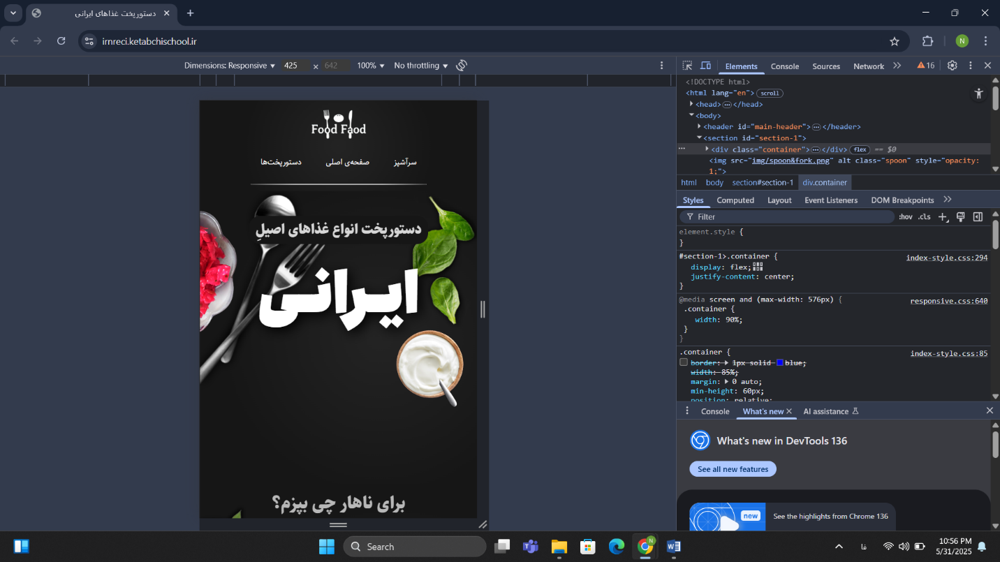 دستورپخت غذاهای ایرانی
irnreci.ketabchischool.ir
N
Dimensions: Responsive 425 × 642 100% No throttling
Elements Console Sources Network 16
<!DOCTYPE html>
<html lang="en"> scroll
<head> ⋯ </head>
<body>
<header id="main-header"> ⋯ </header>
<section id="section-1">
<div class="container"> ⋯ </div> flex == $0
<img src="img/spoon&fork.png" alt class="spoon" style="opacity:
1;">
html body section#section-1 div.container
Styles Computed Layout Event Listeners DOM Breakpoints
Filter :hov .cls
element.style {
}
#section-1>.container { index-style.css:294
display: flex;
justify-content: center;
}
@media screen and (max-width: 576px) { responsive.css:640
.container {
width: 90%;
}
}
.container { index-style.css:85
border: 1px solid blue;
width: 85%;
margin: 0 auto;
min-height: 60px;
position: relative;
Console What's new AI assistance
What's new in DevTools 136
See all new features
new
See the highlights from Chrome 136
Food Faod
سرآشپز صفحه‌ی اصلی دستورپخت‌ها
دستورپخت انواع غذاهای اصیلِ
ایرانی
برای ناهار چی بپزم؟
Search
فا
10:56 PM
5/31/2025